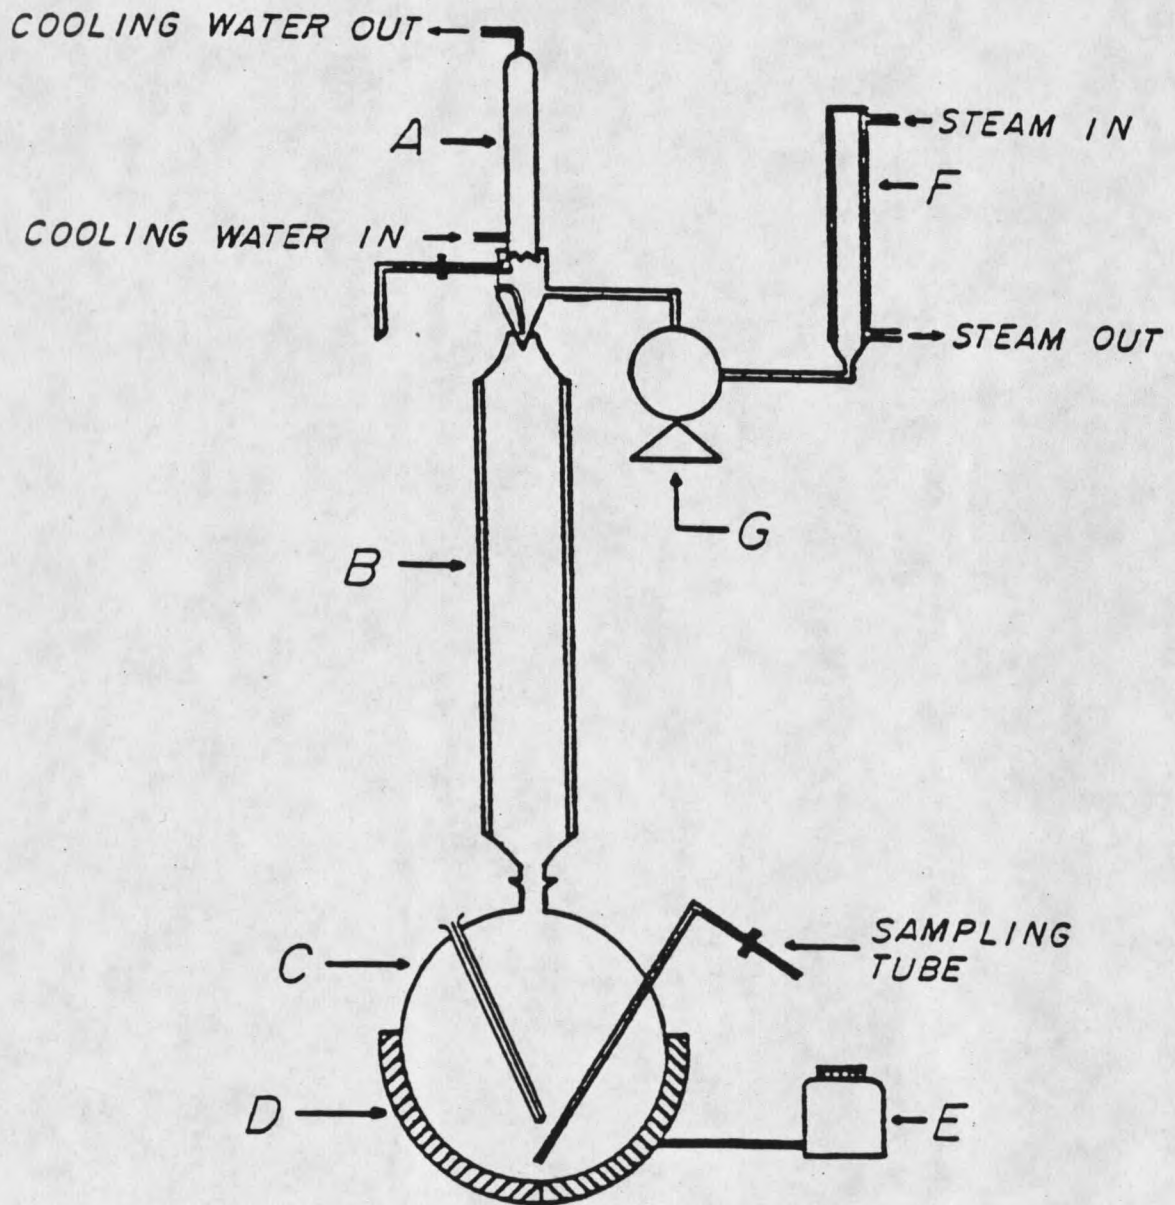 COOLING WATER OUT
A
STEAM IN
F
COOLING WATER IN
STEAM OUT
G
B
SAMPLING
TUBE
C
D
E